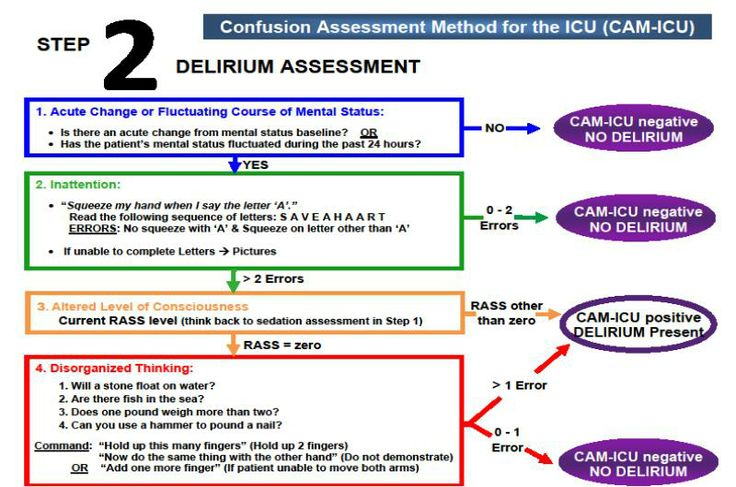 Confusion Assessment Method for the ICU (CAM-ICU)
STEP 2 DELIRIUM ASSESSMENT
1. Acute Change or Fluctuating Course of Mental Status:
• Is there an acute change from mental status baseline? OR
• Has the patient's mental status fluctuated during the past 24 hours?
NO
CAM-ICU negative
NO DELIRIUM
YES
2. Inattention:
• “Squeeze my hand when I say the letter ‘A’.”
Read the following sequence of letters: S A V E A H A A R T
ERRORS: No squeeze with ‘A’ & Squeeze on letter other than ‘A’
• If unable to complete Letters → Pictures
0 - 2
Errors
CAM-ICU negative
NO DELIRIUM
> 2 Errors
3. Altered Level of Consciousness
Current RASS level (think back to sedation assessment in Step 1)
RASS other
than zero
CAM-ICU positive
DELIRIUM Present
RASS = zero
4. Disorganized Thinking:
1. Will a stone float on water?
2. Are there fish in the sea?
3. Does one pound weigh more than two?
4. Can you use a hammer to pound a nail?
Command: “Hold up this many fingers” (Hold up 2 fingers)
“Now do the same thing with the other hand” (Do not demonstrate)
OR “Add one more finger” (If patient unable to move both arms)
> 1 Error
0 - 1
Error
CAM-ICU negative
NO DELIRIUM